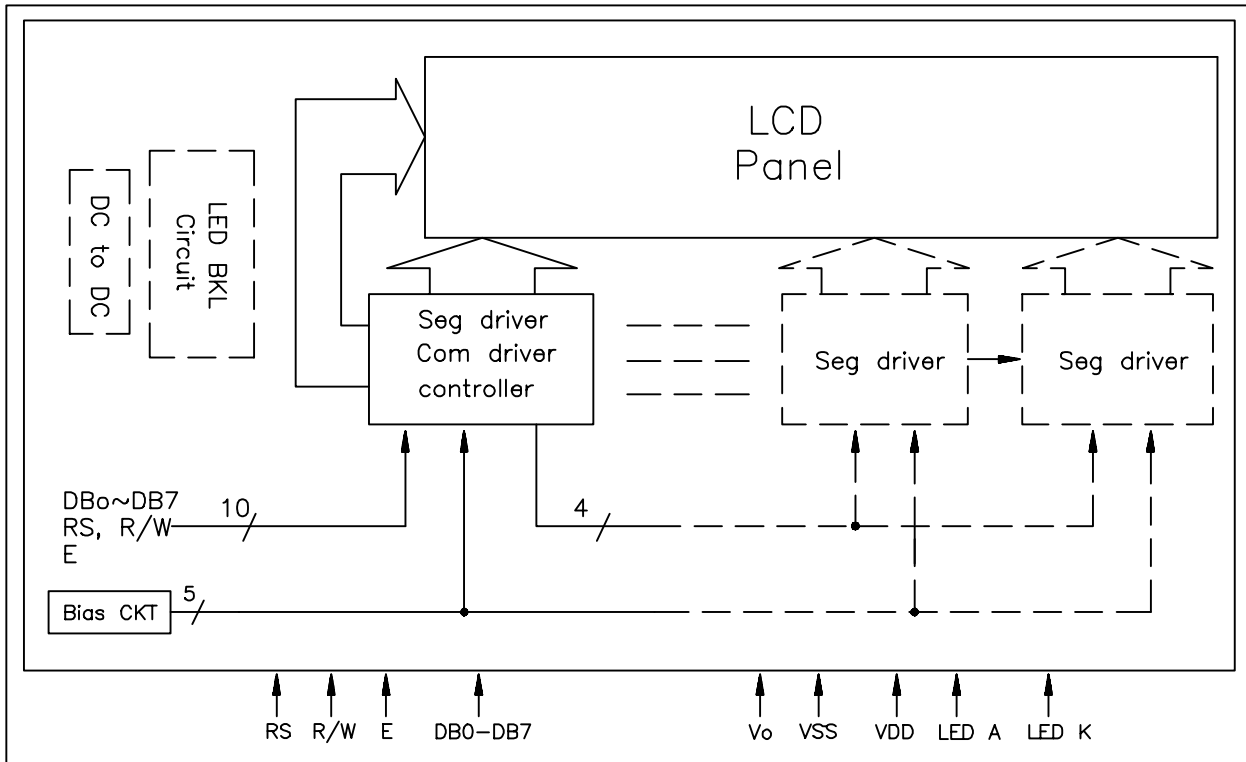 LCD
Panel
DC to DC
LED BKL
Circuit
Seg driver
Com driver
controller
Seg driver
Seg driver
DBo~DB7
RS, R/W
E
10
4
5
Bias CKT
RS
R/W
E
DB0-DB7
Vo
VSS
VDD
LED A
LED K